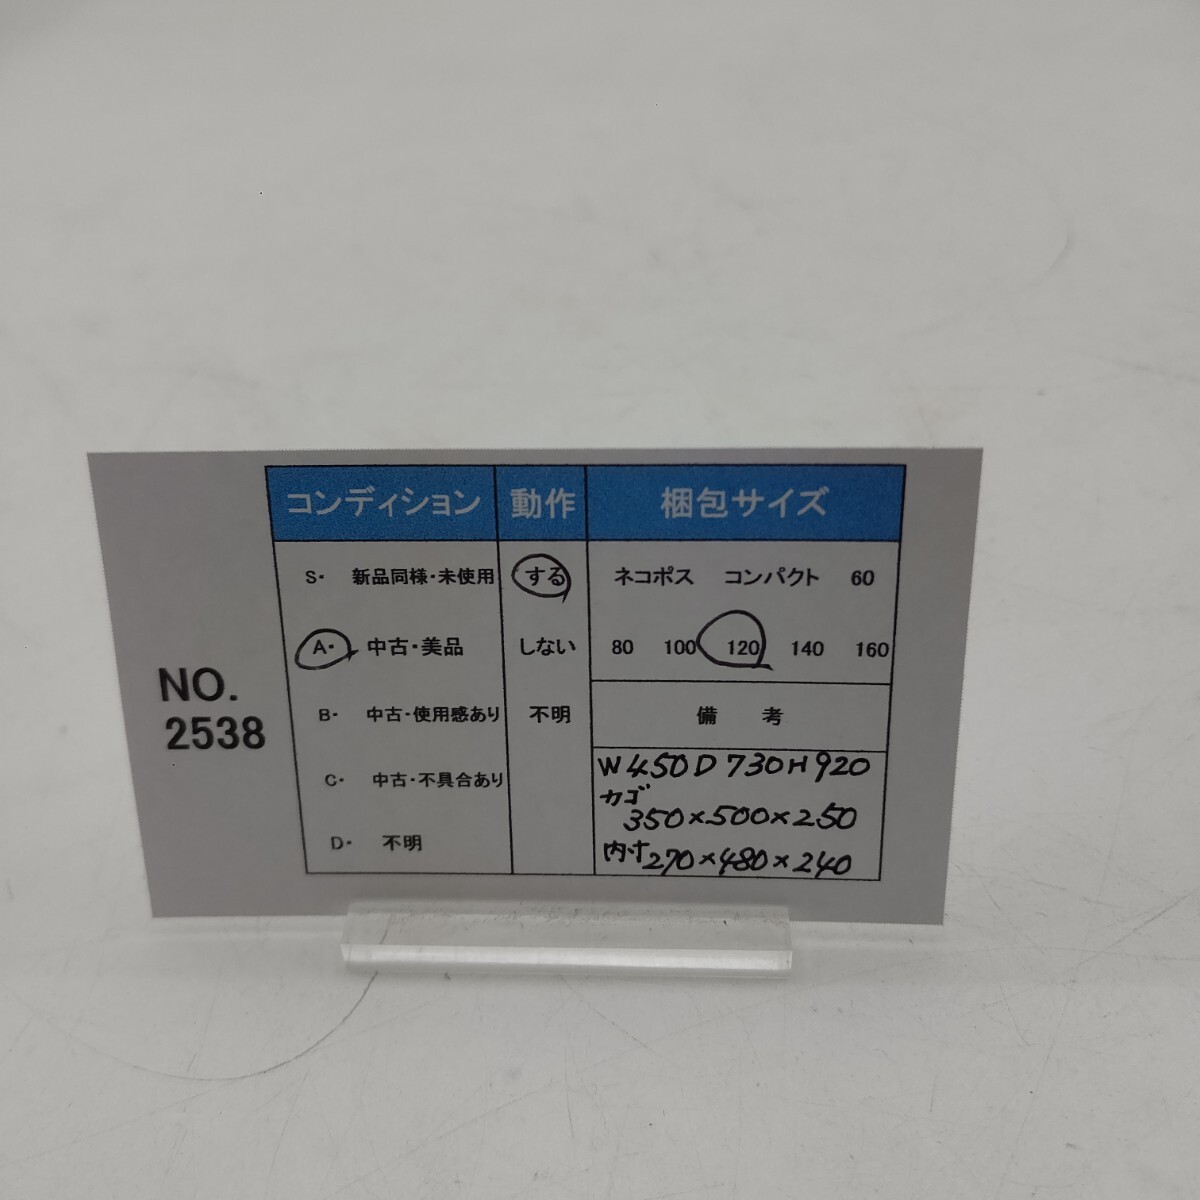 NO.
2538
コンディション 動作 梱包サイズ
S・ 新品同様・未使用 する ネコポス コンパクト 60
A・ 中古・美品 しない 80 100 120 140 160
B・ 中古・使用感あり 不明 備 考
C・ 中古・不具合あり W450D730H920
カゴ
350×500×250
D・ 不明 内寸270×480×240